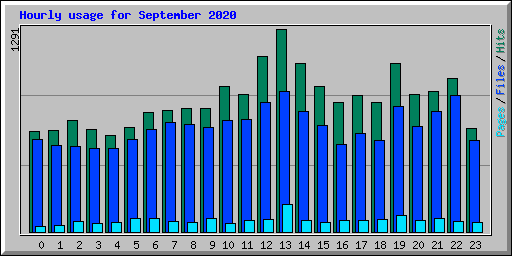 Hourly usage for September 2020
1291
Pages/Files/Hits
0 1 2 3 4 5 6 7 8 9 10 11 12 13 14 15 16 17 18 19 20 21 22 23